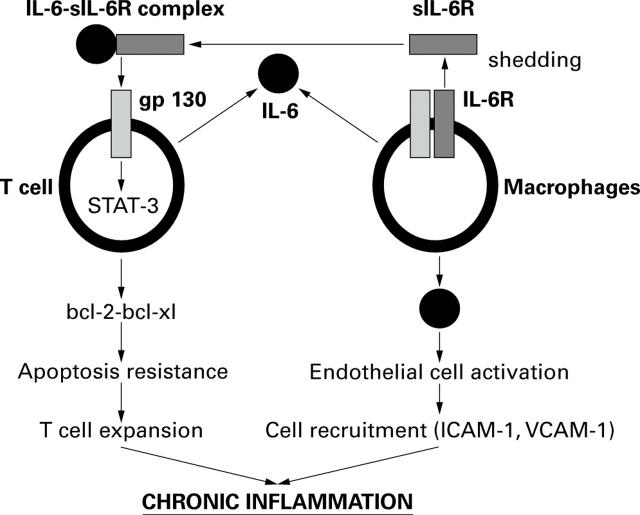 IL-6-sIL-6R complex
sIL-6R
shedding
gp 130
IL-6
IL-6R
T cell
STAT-3
Macrophages
bcl-2-bcl-xl
Apoptosis resistance
Endothelial cell activation
T cell expansion
Cell recruitment (ICAM-1, VCAM-1)
CHRONIC INFLAMMATION